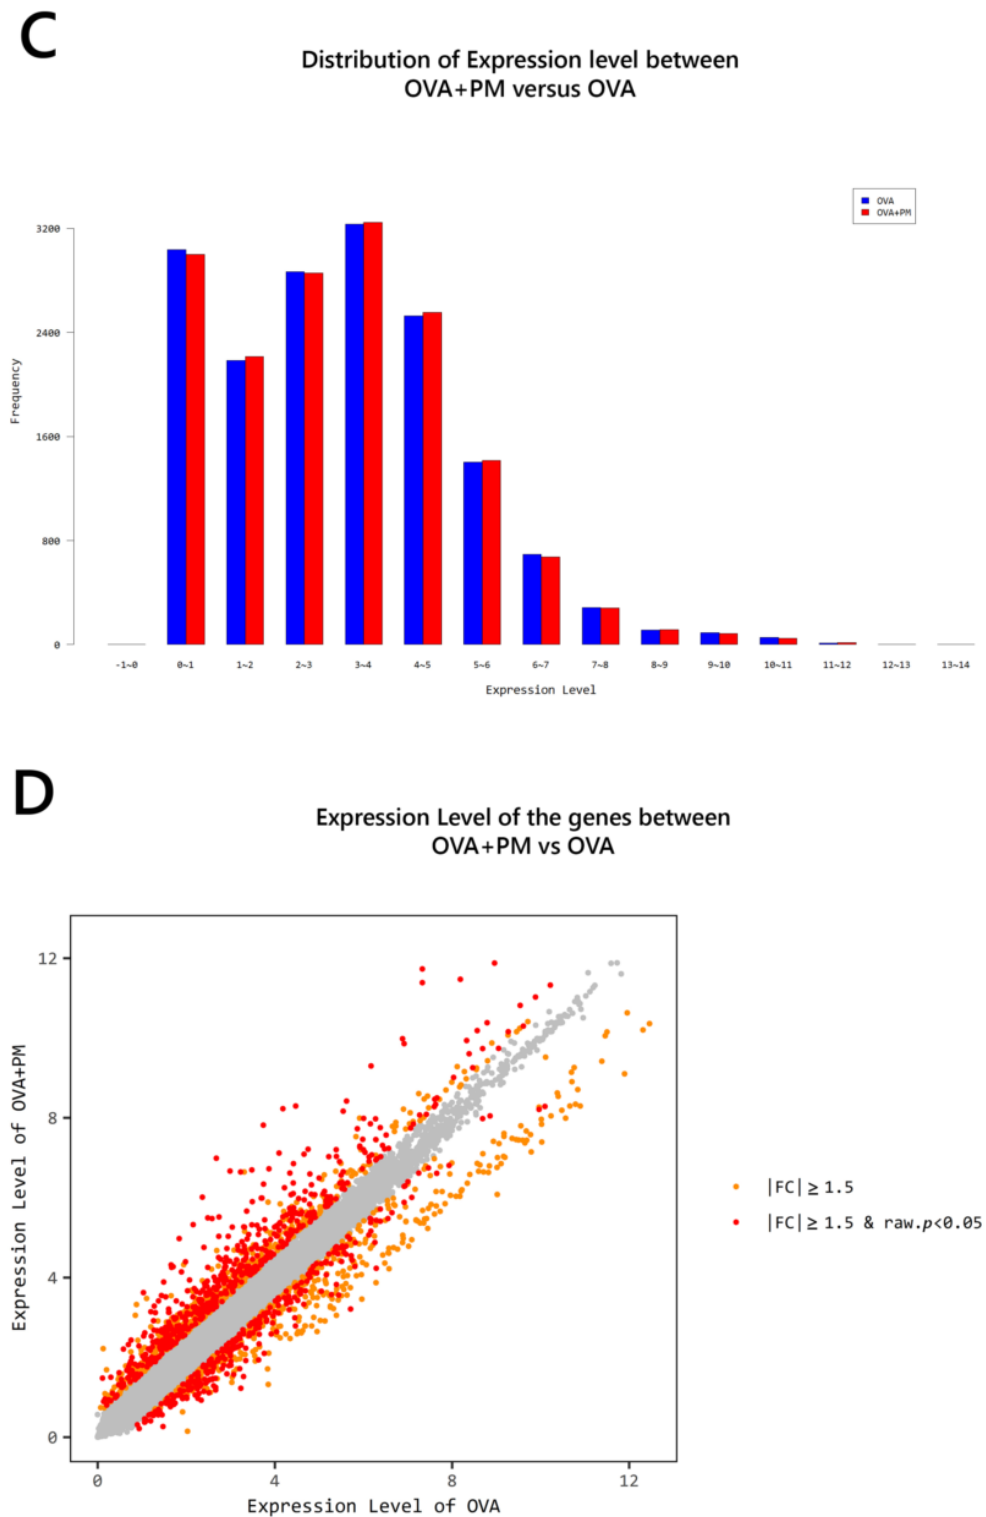 C
Distribution of Expression level between
OVA+PM versus OVA
OVA
OVA+PM
3200
2400
1600
800
0
Frequency
-1~0 0~1 1~2 2~3 3~4 4~5 5~6 6~7 7~8 8~9 9~10 10~11 11~12 12~13 13~14
Expression Level
D
Expression Level of the genes between
OVA+PM vs OVA
12
8
4
0
Expression Level of OVA+PM
|FC| ≥ 1.5
|FC| ≥ 1.5 & raw.p<0.05
0 4 8 12
Expression Level of OVA